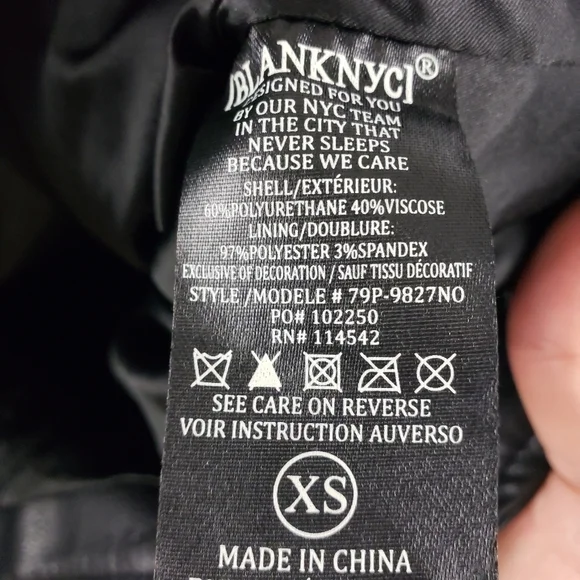 [BLANKNYC]®
DESIGNED FOR YOU
BY OUR NYC TEAM
IN THE CITY THAT
NEVER SLEEPS
BECAUSE WE CARE
SHELL/EXTÉRIEUR:
60%POLYURETHANE 40%VISCOSE
LINING/DOUBLURE:
97%POLYESTER 3%SPANDEX
EXCLUSIVE OF DECORATION / SAUF TISSU DÉCORATIF
STYLE /MODELE # 79P-9827NO
PO# 102250
RN# 114542
SEE CARE ON REVERSE
VOIR INSTRUCTION AUVERSO
XS
MADE IN CHINA